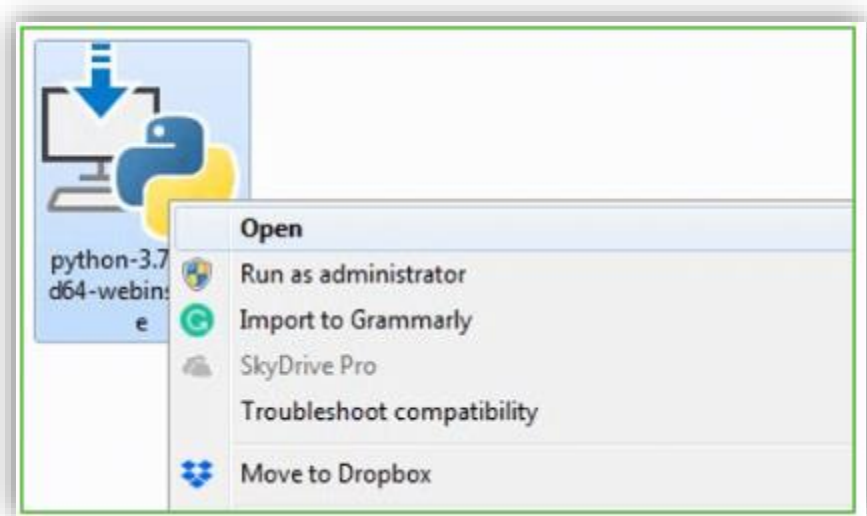 Open
python-3.7
Run as administrator
d64-webins
e
Import to Grammarly
SkyDrive Pro
Troubleshoot compatibility
Move to Dropbox